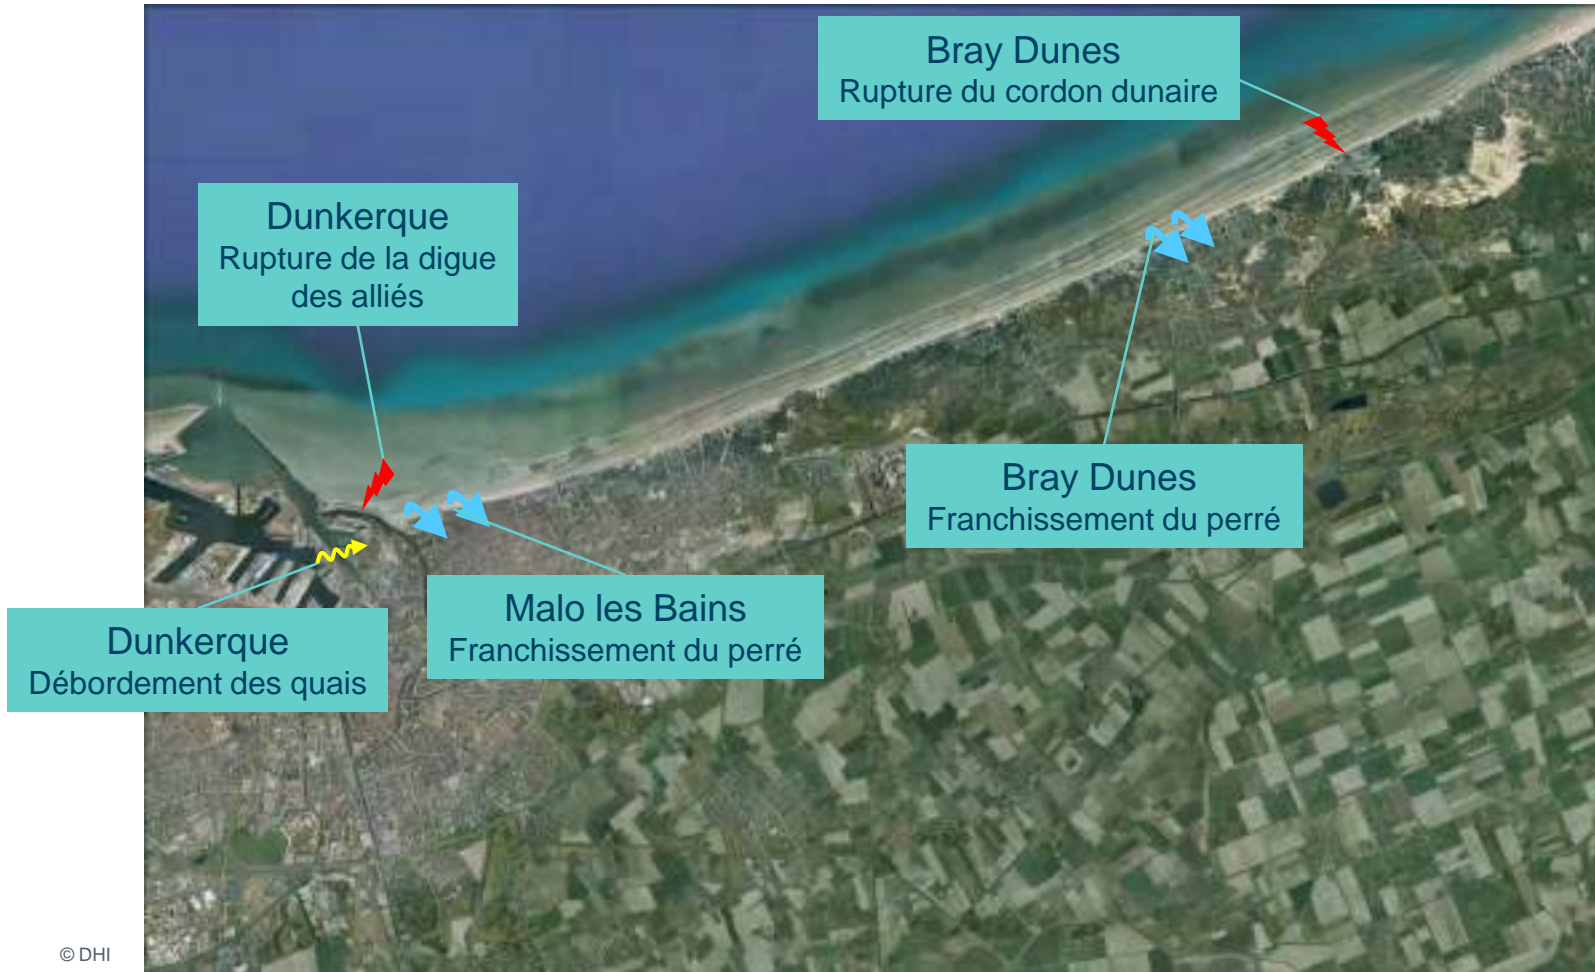 Bray Dunes
Rupture du cordon dunaire
Dunkerque
Rupture de la digue
des alliés
Bray Dunes
Franchissement du perré
Malo les Bains
Franchissement du perré
Dunkerque
Débordement des quais
© DHI